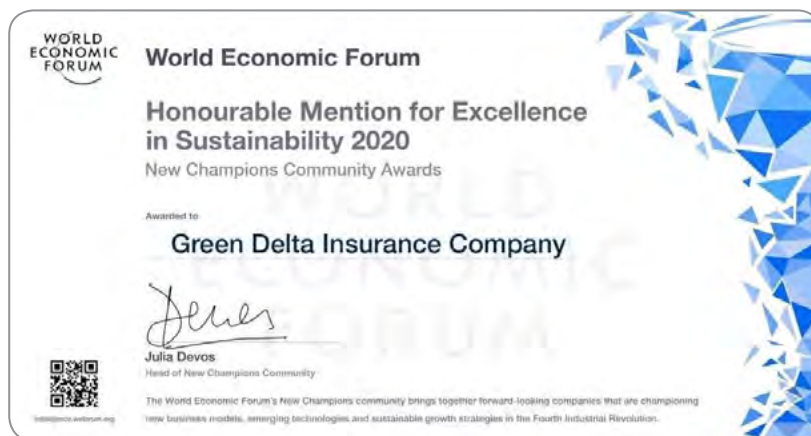 WORLD
ECONOMIC
FORUM
World Economic Forum
Honourable Mention for Excellence
in Sustainability 2020
New Champions Community Awards
Awarded to
Green Delta Insurance Company
Julia Devos
Head of New Champions Community
The World Economic Forum's New Champions community brings together forward-looking companies that are championing
new business models, emerging technologies and sustainable growth strategies in the Fourth Industrial Revolution.
WORLD
ECONOMIC
FORUM